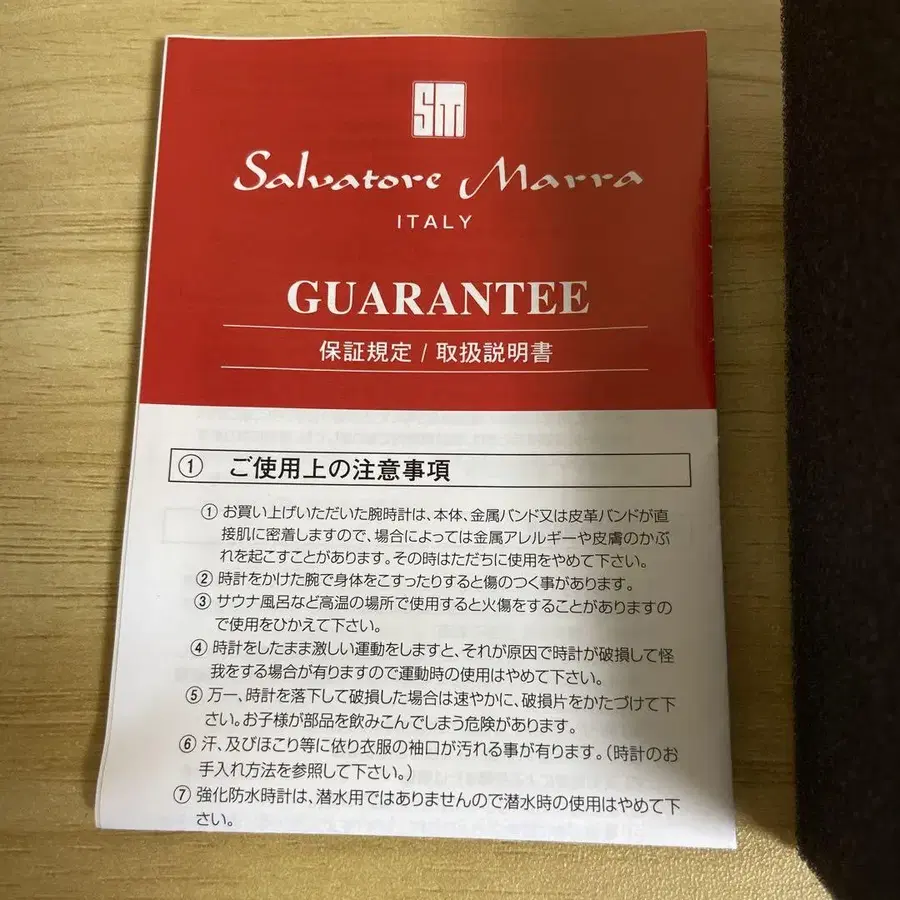 SM
Salvatore Marra
ITALY
GUARANTEE
保証規定 / 取扱説明書
① ご使用上の注意事項
① お買い上げいただいた腕時計は、本体、金属バンド又は皮革バンドが直
接肌に密着しますので、場合によっては金属アレルギーや皮膚のかぶ
れを起こすことがあります。その時はただちに使用をやめて下さい。
② 時計をかけた腕で身体をこすったりすると傷のつく事があります。
③ サウナ風呂など高温の場所で使用すると火傷をすることがありますの
で使用をひかえて下さい。
④ 時計をしたまま激しい運動をしますと、それが原因で時計が破損して怪
我をする場合が有りますので運動時の使用はやめて下さい。
⑤ 万一、時計を落下して破損した場合は速やかに、破損片をかたづけて下
さい。お子様が部品を飲みこんでしまう危険があります。
⑥ 汗、及びほこり等に依り衣服の袖口が汚れる事が有ります。(時計のお
手入れ方法を参照して下さい。)
⑦ 強化防水時計は、潜水用ではありませんので潜水時の使用はやめて下
さい。